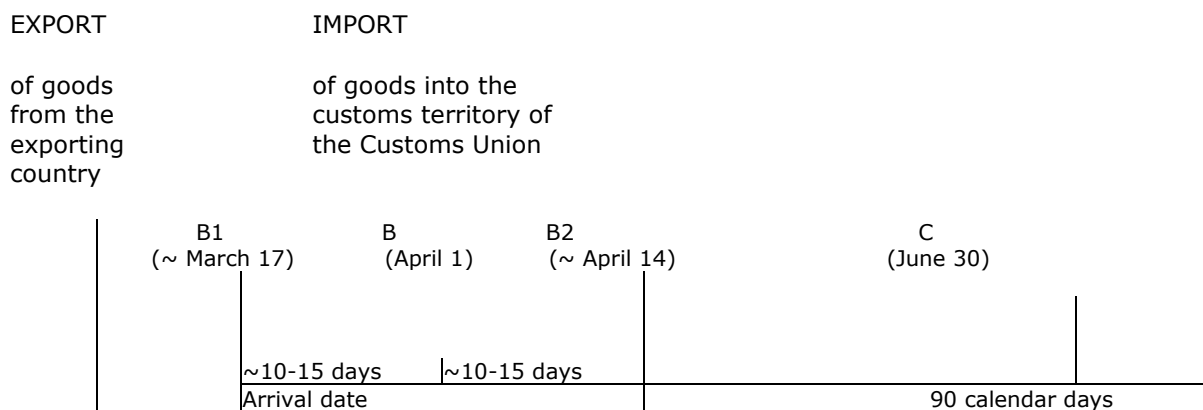 EXPORT IMPORT
of goods of goods into the
from the customs territory of
exporting the Customs Union
country
B1 B B2 C
(~ March 17) (April 1) (~ April 14) (June 30)
~10-15 days ~10-15 days
Arrival date 90 calendar days